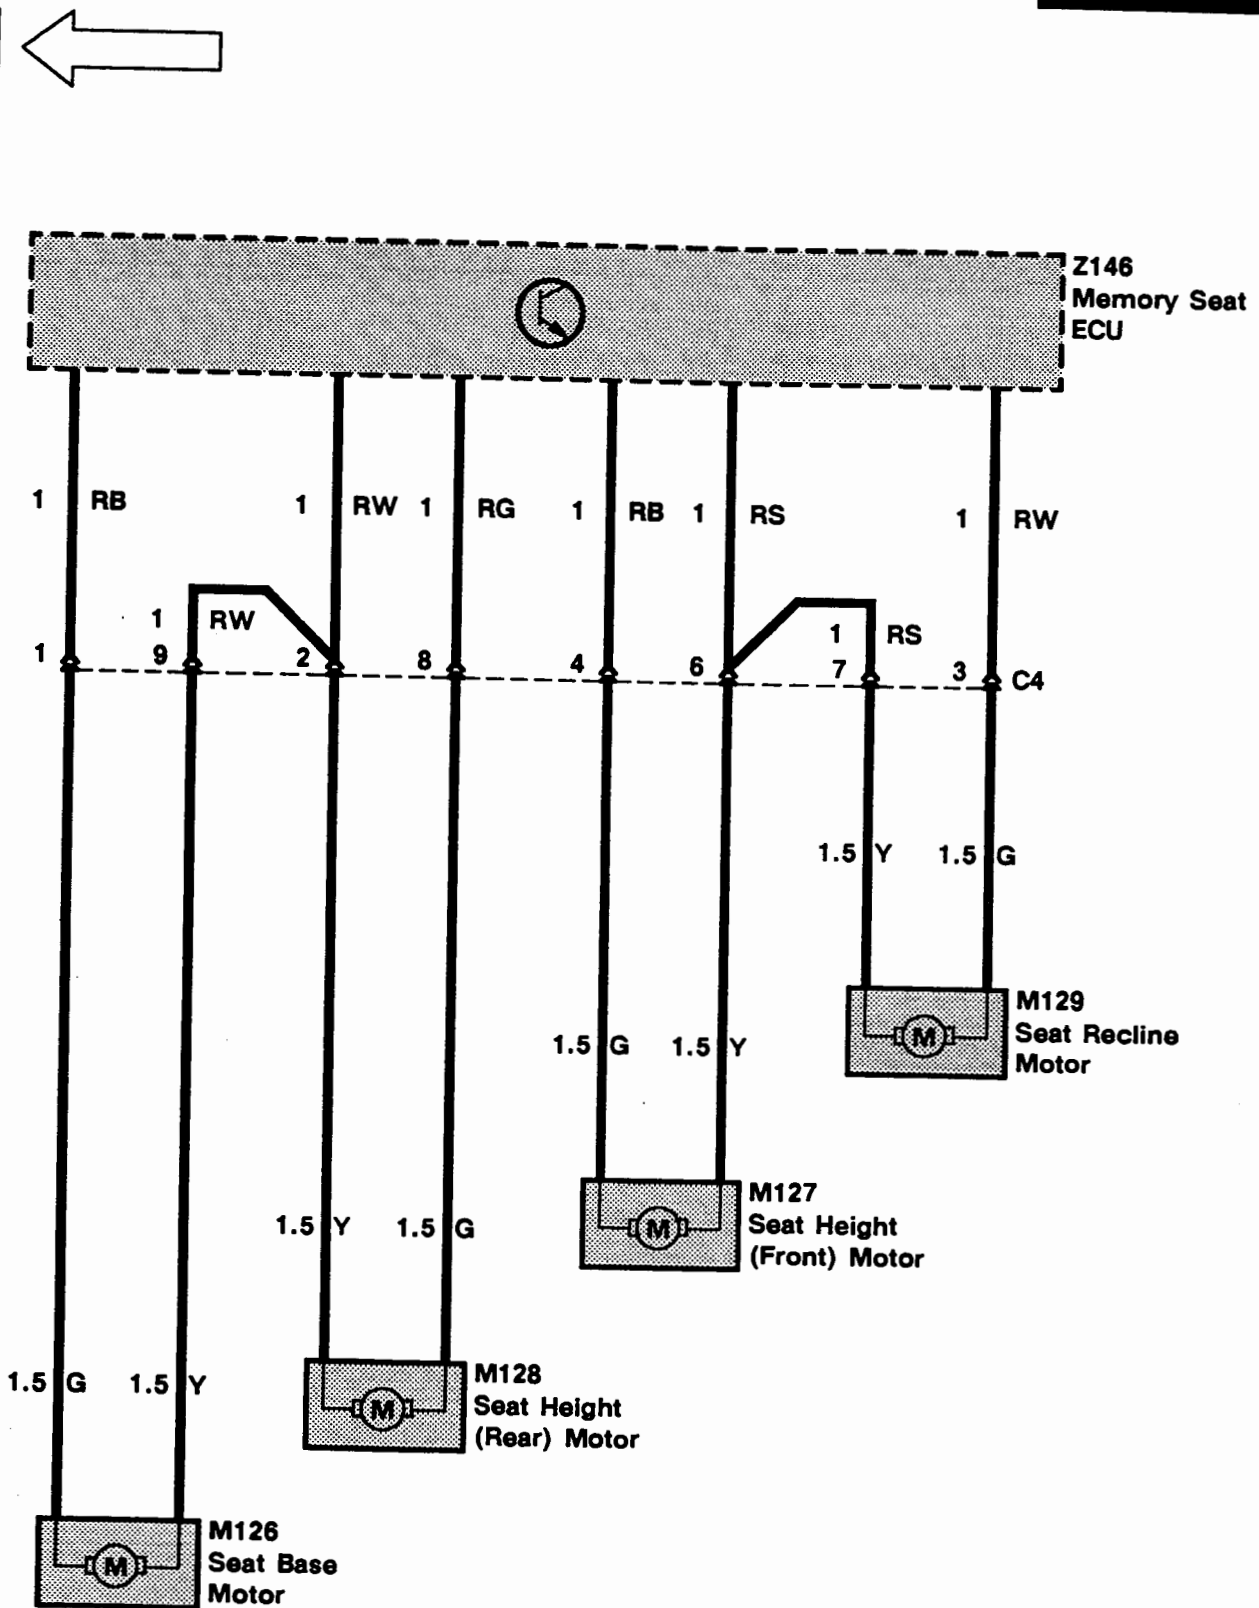 Z146
Memory Seat
ECU
1 RB
1 RW
1 RG
1 RB
1 RS
1 RW
1 RW
1 RS
1
9
2
8
4
6
7
3
C4
1.5 Y
1.5 G
M129
Seat Recline
Motor
1.5 G
1.5 Y
M127
Seat Height
(Front) Motor
1.5 Y
1.5 G
M128
Seat Height
(Rear) Motor
1.5 G
1.5 Y
M126
Seat Base
Motor
M
M
M
M